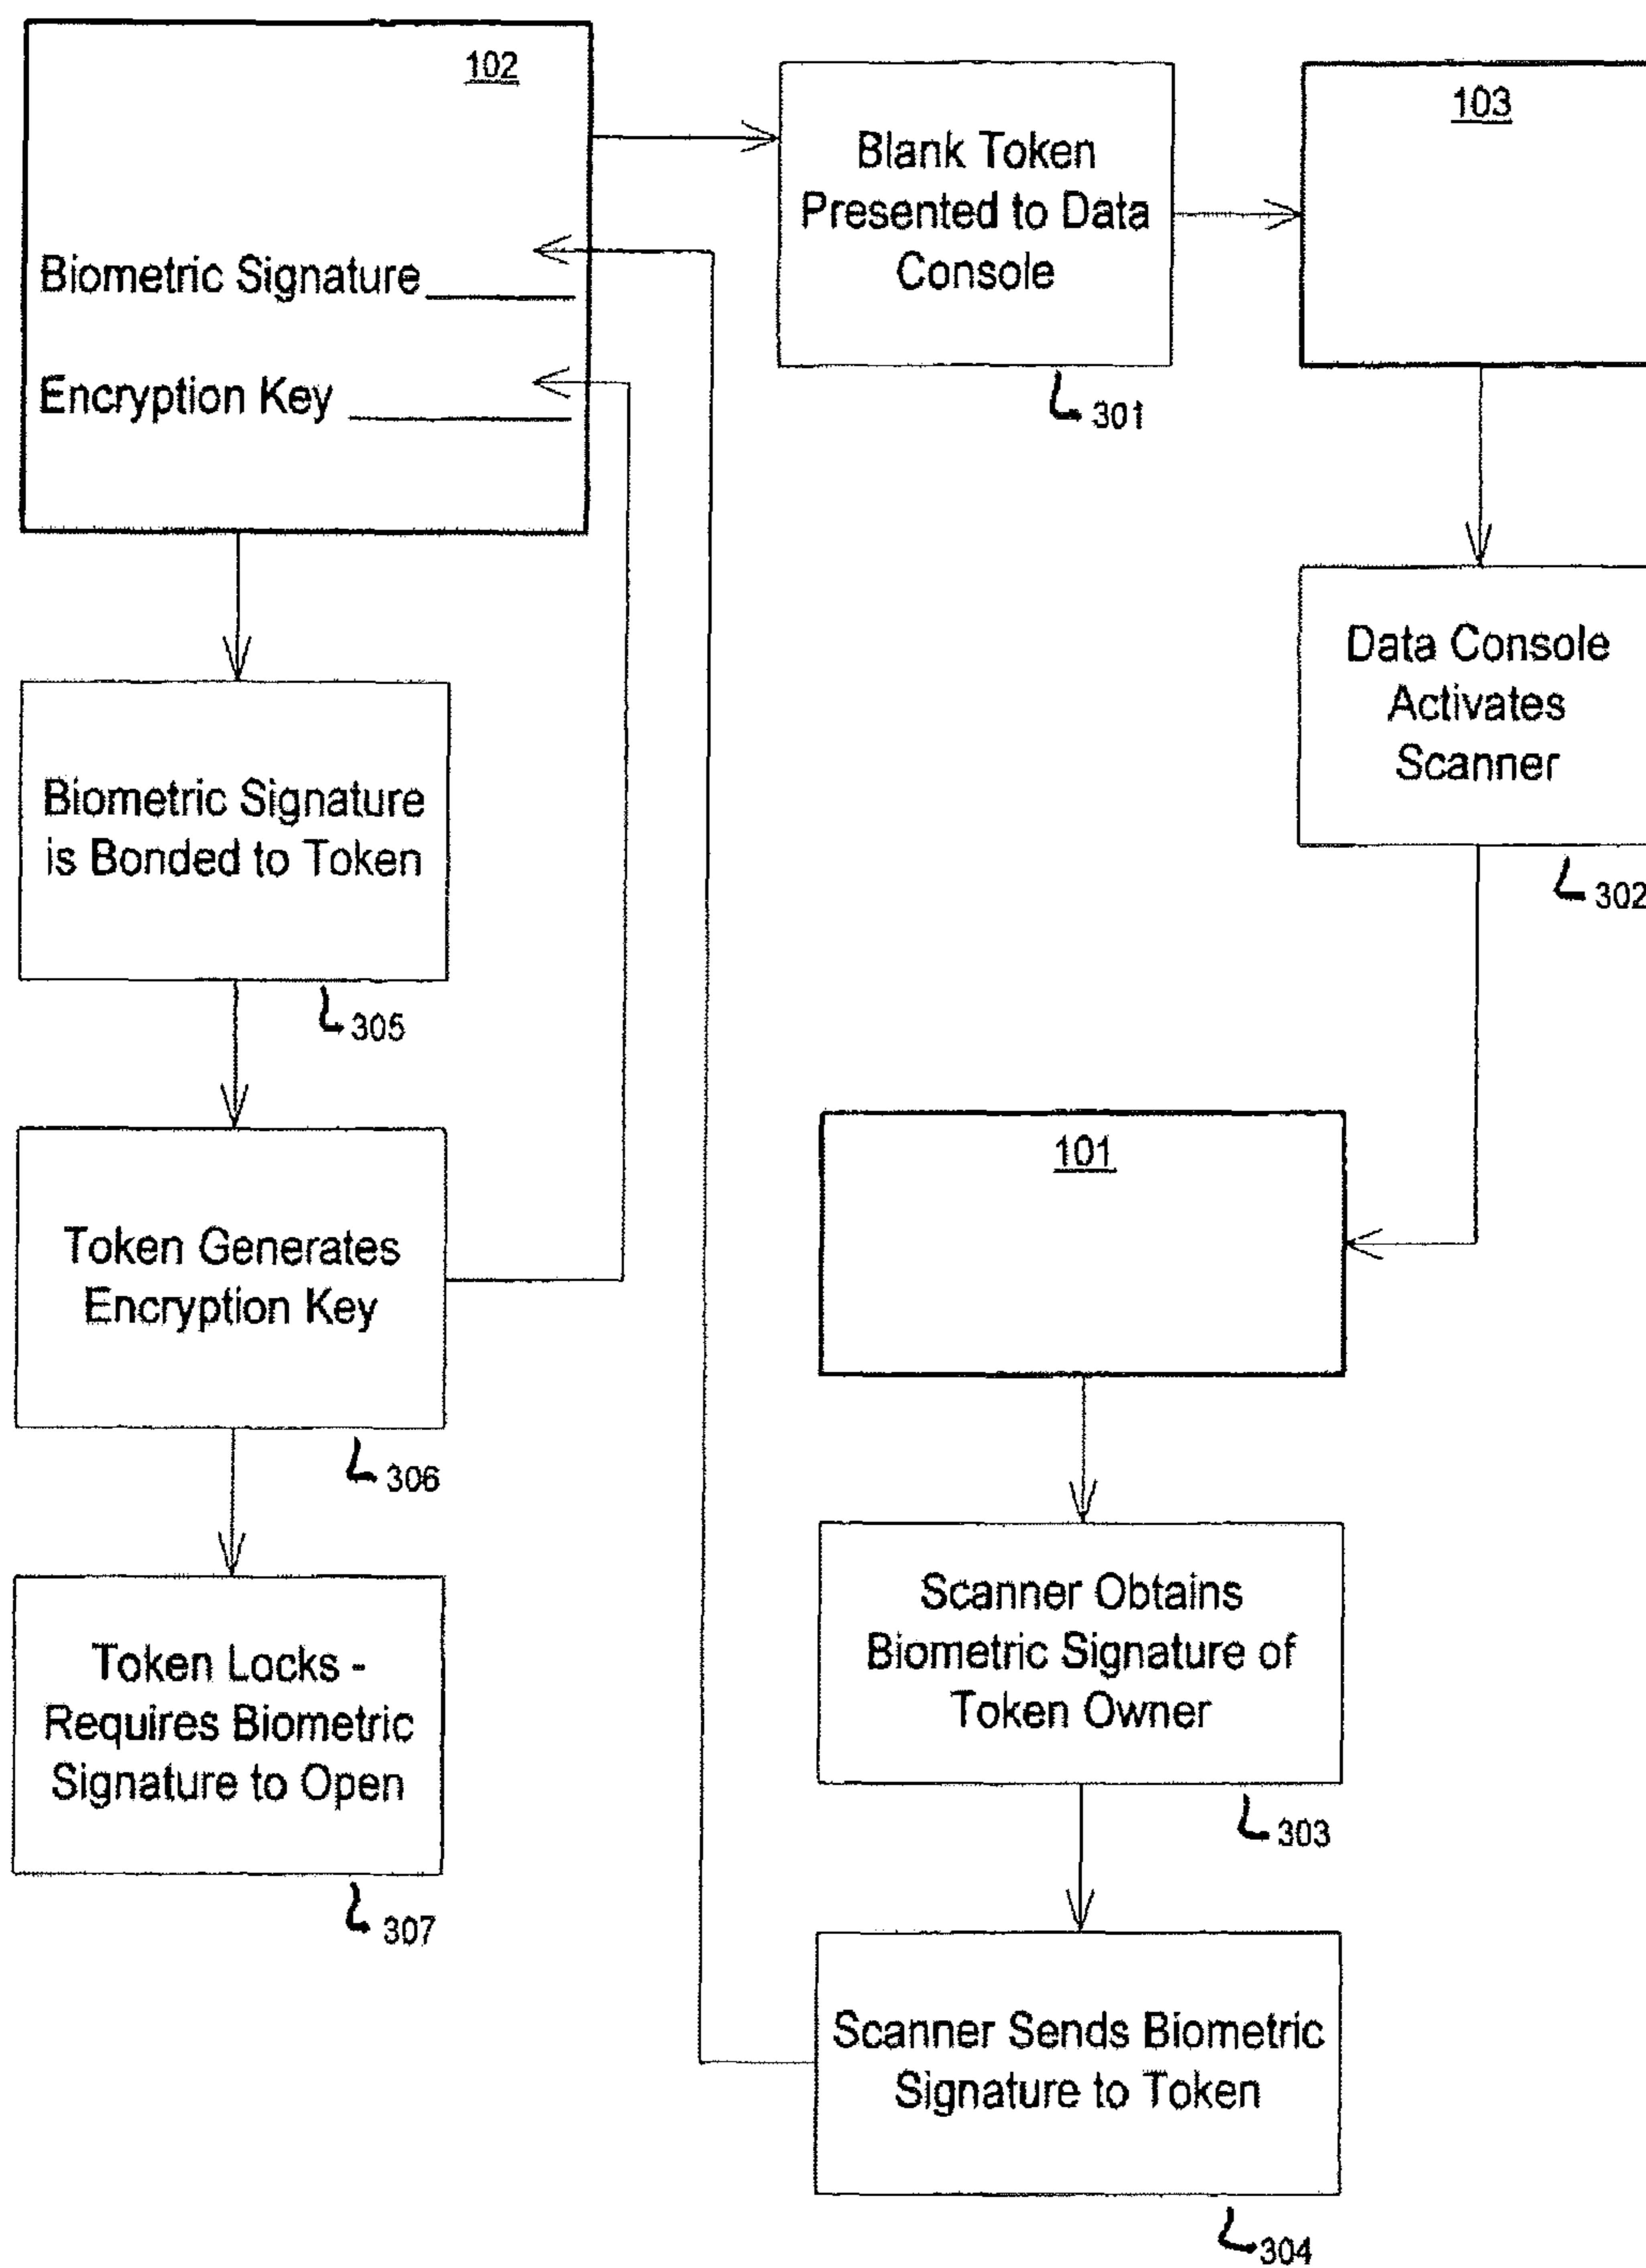 102
Biometric Signature
Encryption Key
Blank Token
Presented to Data
Console
301
103
Data Console
Activates
Scanner
302
101
Scanner Obtains
Biometric Signature of
Token Owner
303
Scanner Sends Biometric
Signature to Token
304
Biometric Signature
is Bonded to Token
305
Token Generates
Encryption Key
306
Token Locks -
Requires Biometric
Signature to Open
307